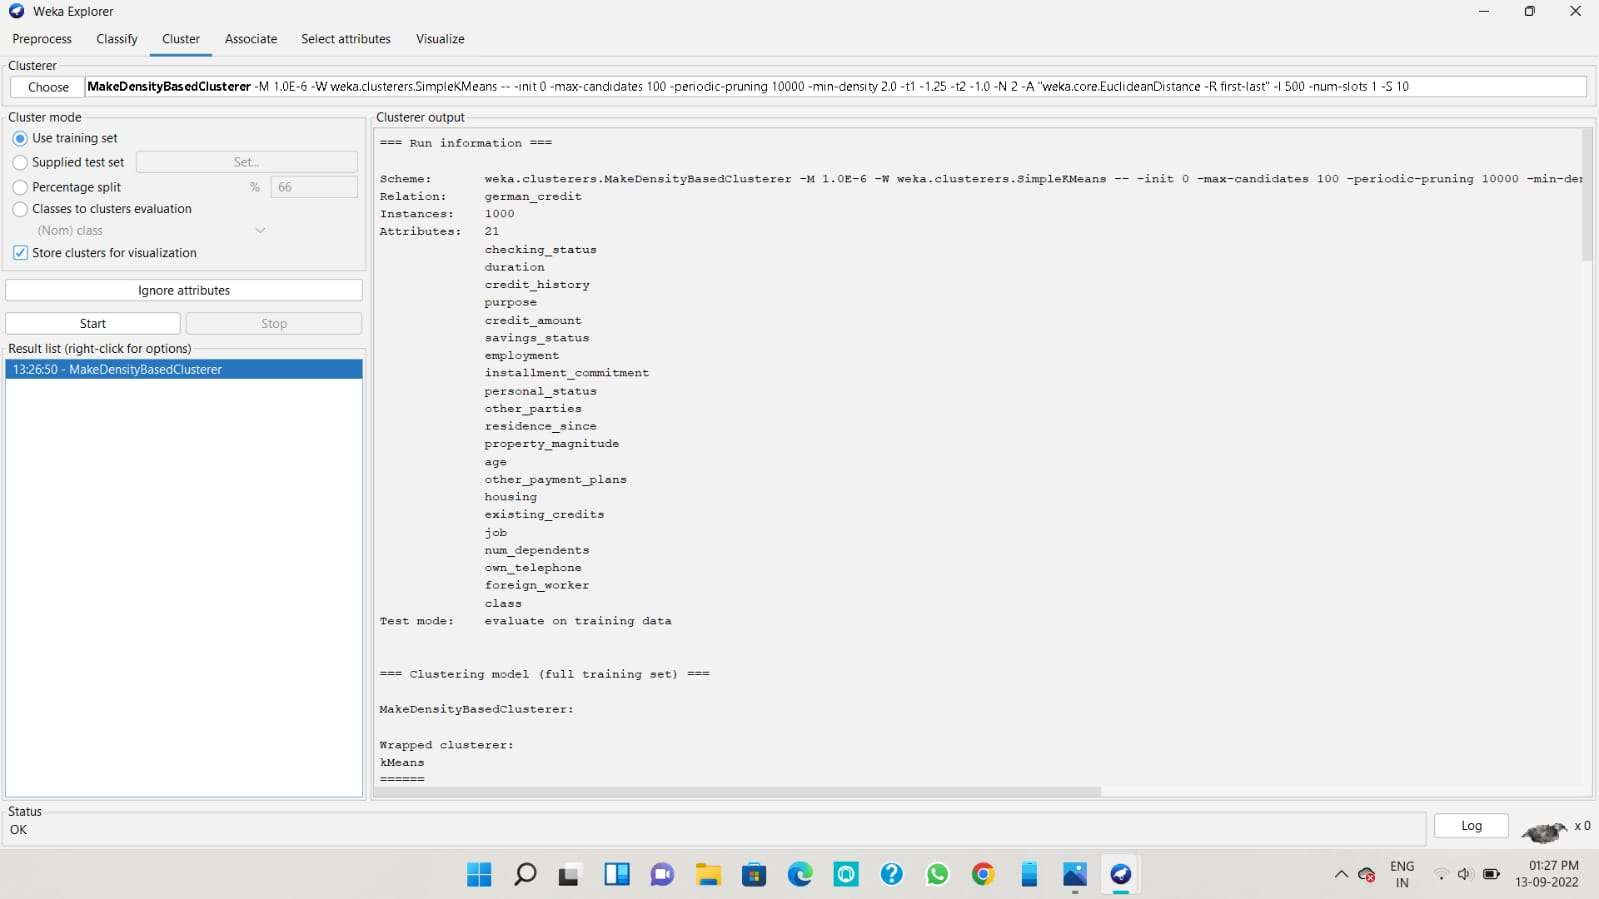 Weka Explorer
Preprocess Classify Cluster Associate Select attributes Visualize
Clusterer
Choose MakeDensityBasedClusterer -M 1.0E-6 -W weka.clusterers.SimpleKMeans -- -init 0 -max-candidates 100 -periodic-pruning 10000 -min-density 2.0 -t1 -1.25 -t2 -1.0 -N 2 -A "weka.core.EuclideanDistance -R first-last" -I 500 -num-slots 1 -S 10
Cluster mode
Use training set
Supplied test set Set...
Percentage split % 66
Classes to clusters evaluation
(Nom) class
Store clusters for visualization
Ignore attributes
Start Stop
Result list (right-click for options)
13:26:50 - MakeDensityBasedClusterer
Clusterer output
=== Run information ===
Scheme: weka.clusterers.MakeDensityBasedClusterer -M 1.0E-6 -W weka.clusterers.SimpleKMeans -- -init 0 -max-candidates 100 -periodic-pruning 10000 -min-der
Relation: german_credit
Instances: 1000
Attributes: 21
checking_status
duration
credit_history
purpose
credit_amount
savings_status
employment
installment_commitment
personal_status
other_parties
residence_since
property_magnitude
age
other_payment_plans
housing
existing_credits
job
num_dependents
own_telephone
foreign_worker
class
Test mode: evaluate on training data
=== Clustering model (full training set) ===
MakeDensityBasedClusterer:
Wrapped clusterer:
kMeans
======
Status
OK
Log x 0
ENG
IN
01:27 PM
13-09-2022